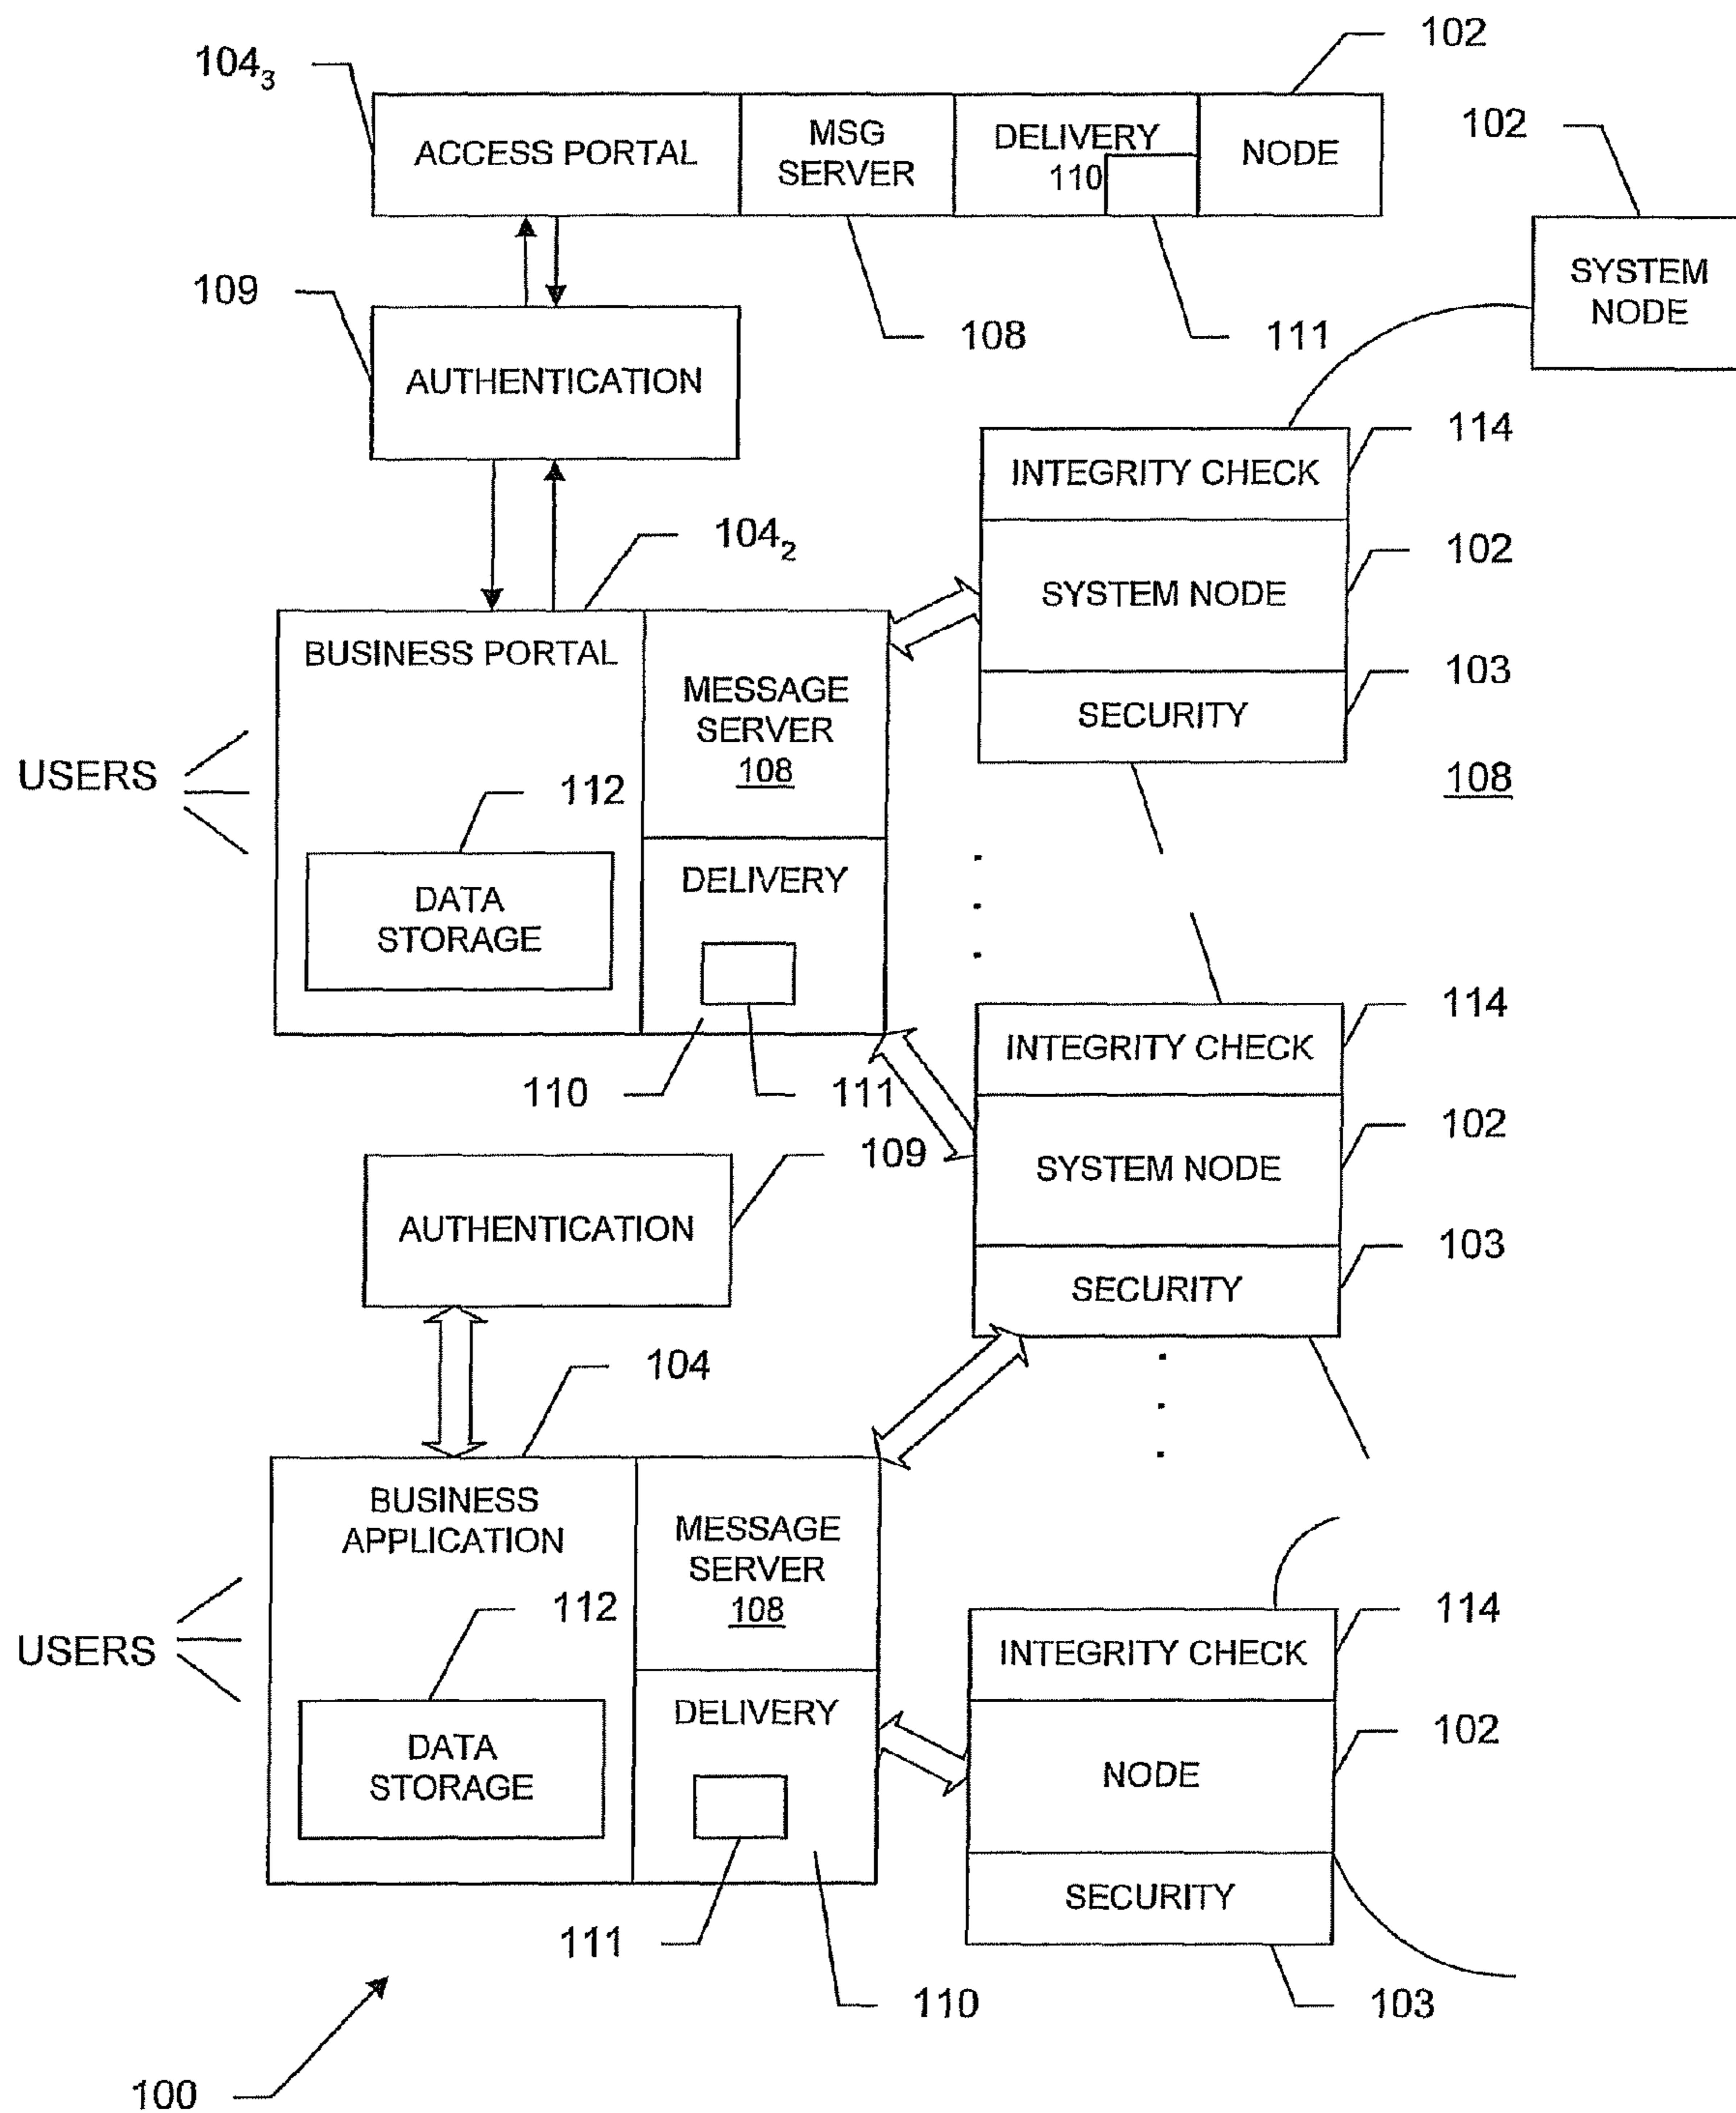 102
104₃
102
ACCESS PORTAL
MSG
SERVER
DELIVERY
110
NODE
SYSTEM
NODE
109
108
111
AUTHENTICATION
114
INTEGRITY CHECK
104₂
102
SYSTEM NODE
BUSINESS PORTAL
MESSAGE
SERVER
108
103
SECURITY
USERS
112
108
DATA
STORAGE
DELIVERY
114
INTEGRITY CHECK
110
111
102
109
SYSTEM NODE
AUTHENTICATION
103
SECURITY
104
BUSINESS
APPLICATION
MESSAGE
SERVER
108
USERS
112
114
INTEGRITY CHECK
DATA
STORAGE
DELIVERY
102
NODE
SECURITY
111
110
103
100